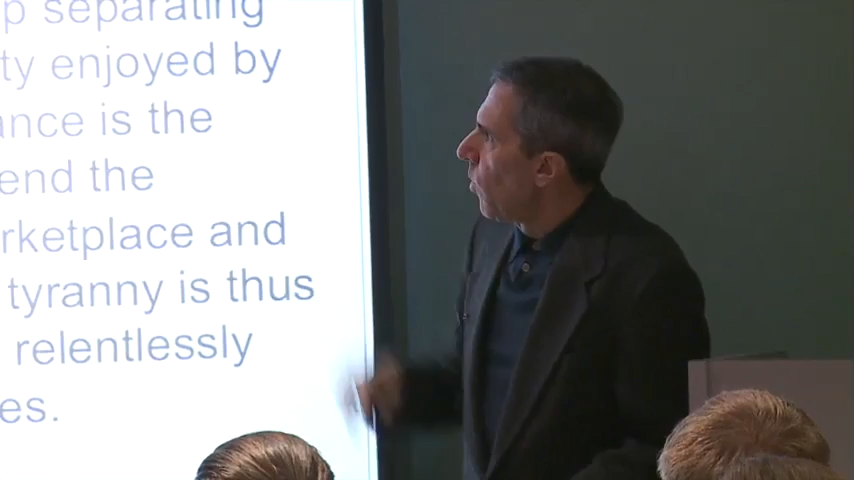 p separating
ty enjoyed by
ance is the
end the
rketplace and
tyranny is thus
relentlessly
es.